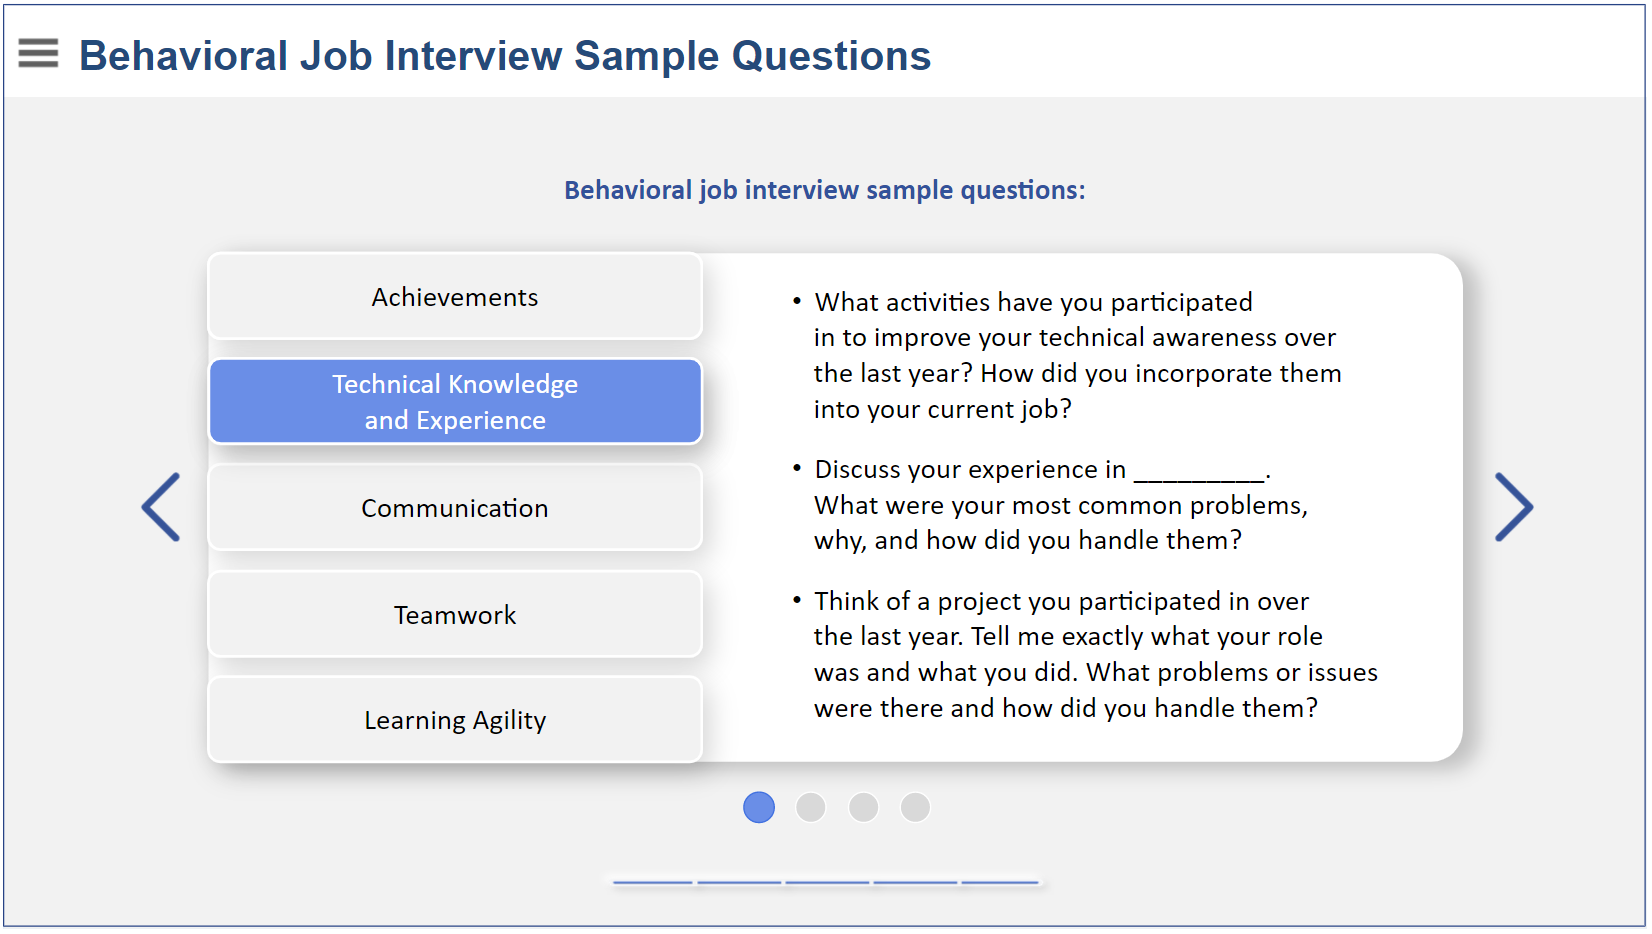 Behavioral Job Interview Sample Questions
Behavioral job interview sample questions:
Achievements
Technical Knowledge
and Experience
Communication
Teamwork
Learning Agility
• What activities have you participated
in to improve your technical awareness over
the last year? How did you incorporate them
into your current job?
• Discuss your experience in _________.
What were your most common problems,
why, and how did you handle them?
• Think of a project you participated in over
the last year. Tell me exactly what your role
was and what you did. What problems or issues
were there and how did you handle them?